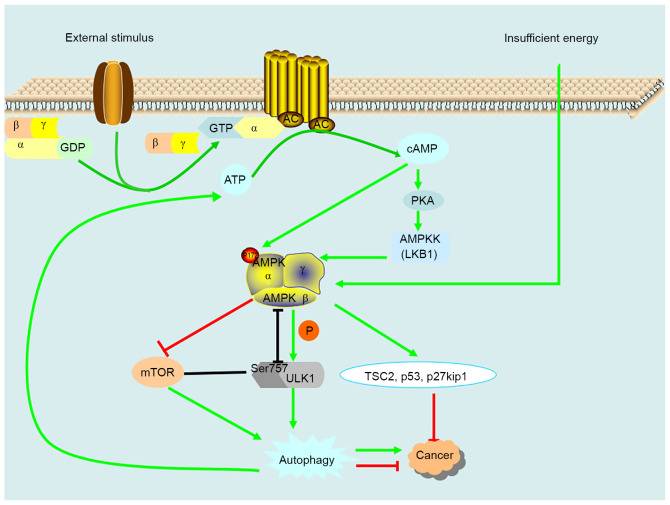 External stimulus
Insufficient energy
β γ
α GDP
β γ
GTP α
AC
AC
ATP
cAMP
PKA
AMPKK
(LKB1)
AMPK
α
γ
AMPK β
P
Ser757
ULK1
mTOR
TSC2, p53, p27kip1
Autophagy
Cancer